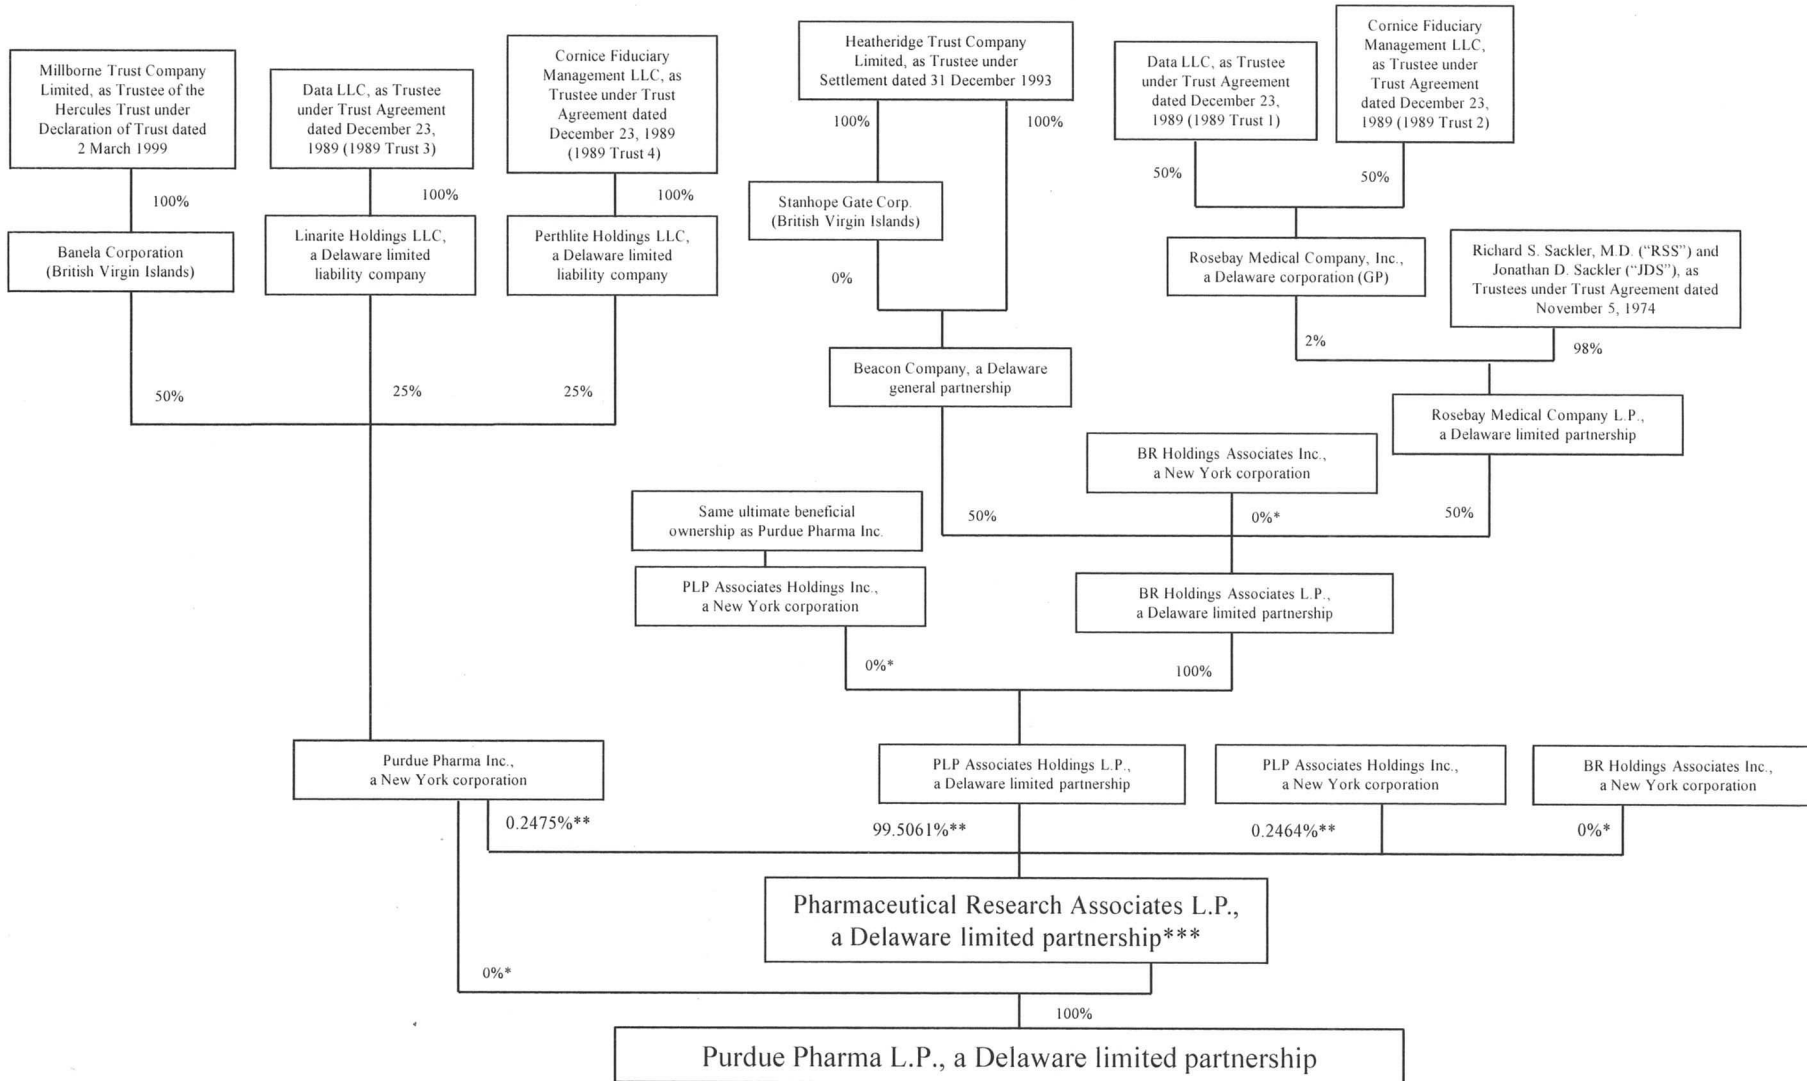 Millborne Trust Company
Limited, as Trustee of the
Hercules Trust under
Declaration of Trust dated
2 March 1999
Data LLC, as Trustee
under Trust Agreement
dated December 23,
1989 (1989 Trust 3)
Cornice Fiduciary
Management LLC, as
Trustee under Trust
Agreement dated
December 23, 1989
(1989 Trust 4)
Heatheridge Trust Company
Limited, as Trustee under
Settlement dated 31 December 1993
Data LLC, as Trustee
under Trust Agreement
dated December 23,
1989 (1989 Trust 1)
Cornice Fiduciary
Management LLC,
as Trustee under
Trust Agreement
dated December 23,
1989 (1989 Trust 2)
100%
100%
100%
100%
100%
50%
50%
Banela Corporation
(British Virgin Islands)
Linarite Holdings LLC,
a Delaware limited
liability company
Perthlite Holdings LLC,
a Delaware limited
liability company
Stanhope Gate Corp.
(British Virgin Islands)
Rosebay Medical Company, Inc.,
a Delaware corporation (GP)
Richard S. Sackler, M.D. (“RSS”) and
Jonathan D. Sackler (“JDS”), as
Trustees under Trust Agreement dated
November 5, 1974
0%
2%
98%
50%
25%
25%
Beacon Company, a Delaware
general partnership
Rosebay Medical Company L.P.,
a Delaware limited partnership
BR Holdings Associates Inc.,
a New York corporation
50%
0%*
50%
Same ultimate beneficial
ownership as Purdue Pharma Inc.
PLP Associates Holdings Inc.,
a New York corporation
BR Holdings Associates L.P.,
a Delaware limited partnership
0%*
100%
Purdue Pharma Inc.,
a New York corporation
PLP Associates Holdings L.P.,
a Delaware limited partnership
PLP Associates Holdings Inc.,
a New York corporation
BR Holdings Associates Inc.,
a New York corporation
0.2475%**
99.5061%**
0.2464%**
0%*
Pharmaceutical Research Associates L.P.,
a Delaware limited partnership***
0%*
100%
Purdue Pharma L.P., a Delaware limited partnership